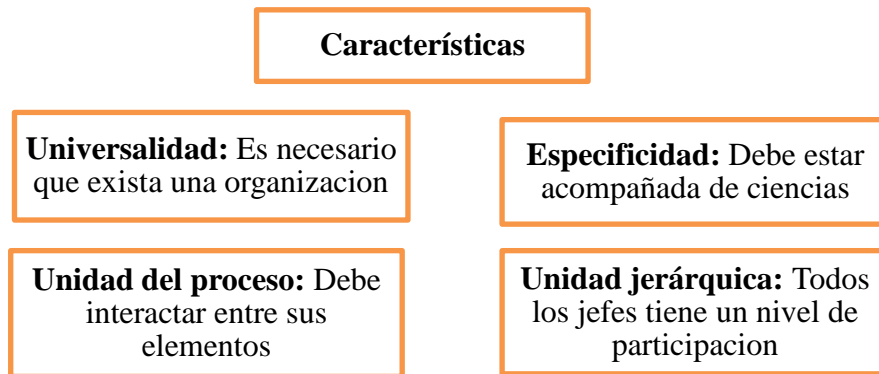 Características
Universalidad: Es necesario
que exista una organizacion
Especificidad: Debe estar
acompañada de ciencias
Unidad del proceso: Debe
interactar entre sus
elementos
Unidad jerárquica: Todos
los jefes tiene un nivel de
participacion